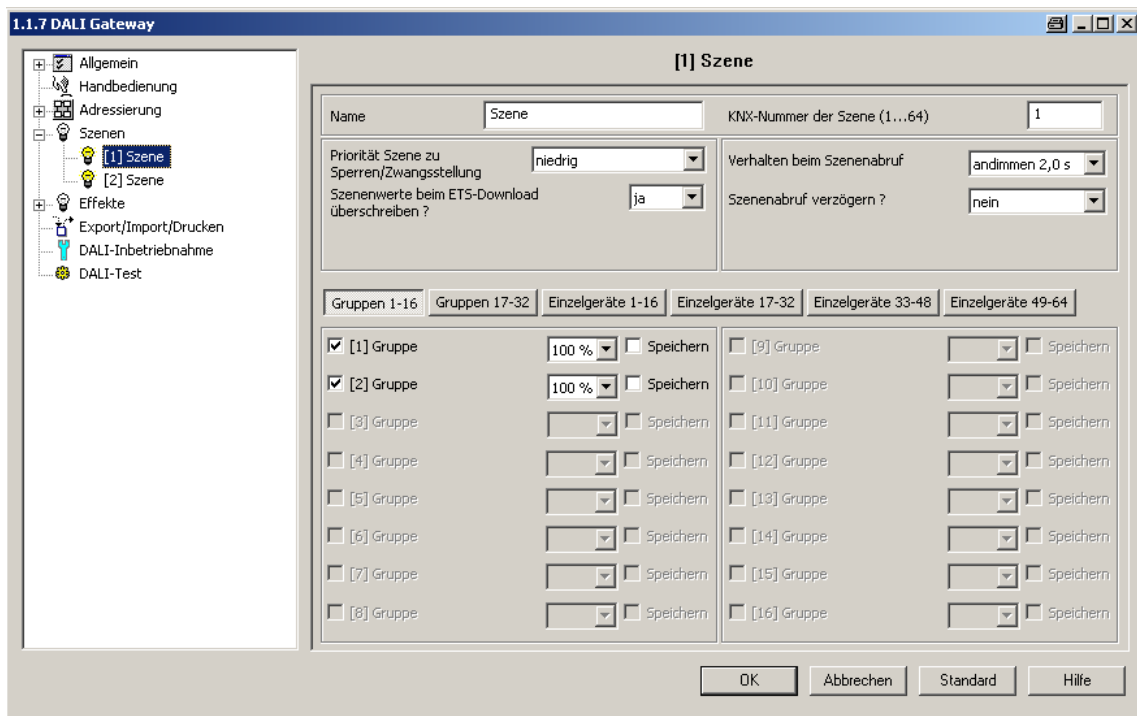 1.1.7 DALI Gateway
Allgemein
Handbedienung
Adressierung
Szenen
[1] Szene
[2] Szene
Effekte
Export/Import/Drucken
DALI-Inbetriebnahme
DALI-Test
[1] Szene
Name Szene KNX-Nummer der Szene (1...64) 1
Priorität Szene zu
Sperren/Zwangsstellung niedrig
Szenenwerte beim ETS-Download
überschreiben ? ja
Verhalten beim Szenenabruf andimmen 2,0 s
Szenenabruf verzögern ? nein
Gruppen 1-16 Gruppen 17-32 Einzelgeräte 1-16 Einzelgeräte 17-32 Einzelgeräte 33-48 Einzelgeräte 49-64
[1] Gruppe 100 % Speichern [9] Gruppe Speichern
[2] Gruppe 100 % Speichern [10] Gruppe Speichern
[3] Gruppe Speichern [11] Gruppe Speichern
[4] Gruppe Speichern [12] Gruppe Speichern
[5] Gruppe Speichern [13] Gruppe Speichern
[6] Gruppe Speichern [14] Gruppe Speichern
[7] Gruppe Speichern [15] Gruppe Speichern
[8] Gruppe Speichern [16] Gruppe Speichern
OK Abbrechen Standard Hilfe